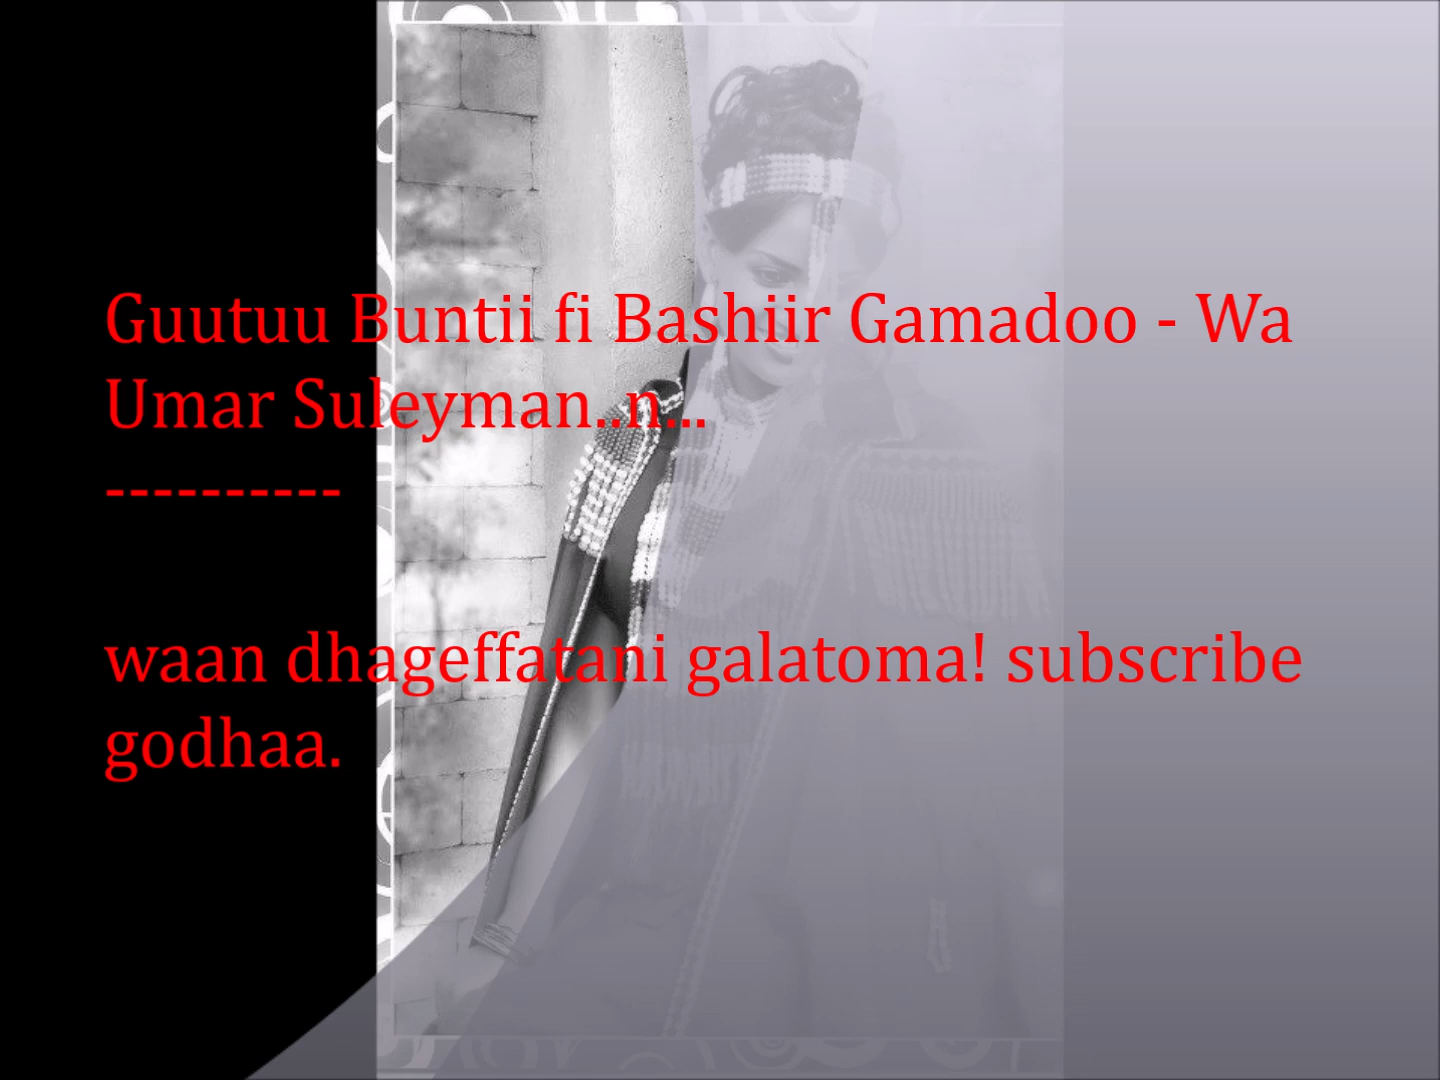 Guutuu Buntii fi Bashiir Gamadoo - Wa
Umar Suleyman..n...
----------
waan dhageffatani galatoma! subscribe
godhaa.